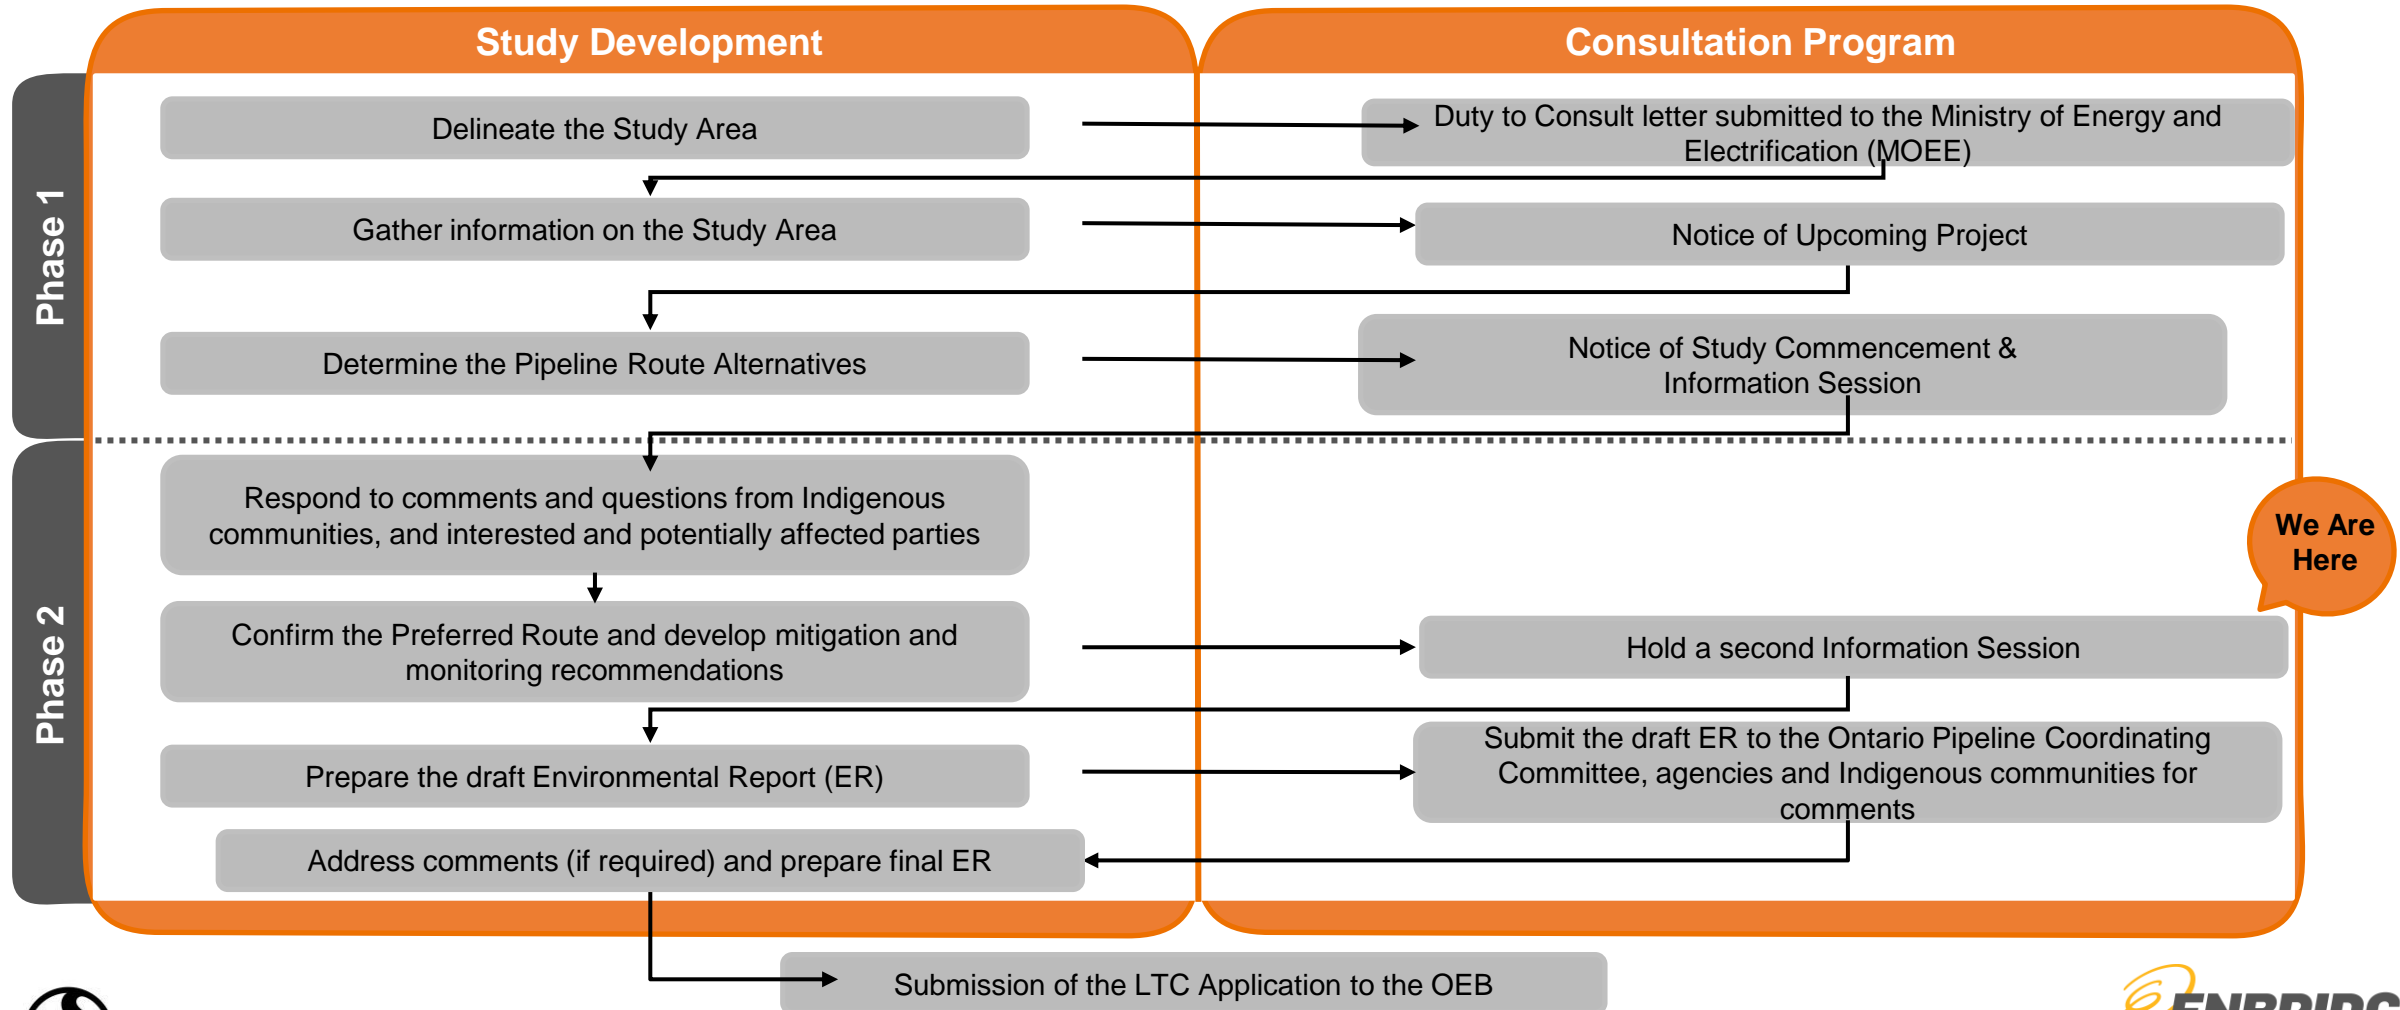 Study Development
Consultation Program
Phase 1
Delineate the Study Area
Duty to Consult letter submitted to the Ministry of Energy and
Electrification (MOEE)
Gather information on the Study Area
Notice of Upcoming Project
Determine the Pipeline Route Alternatives
Notice of Study Commencement &
Information Session
Phase 2
Respond to comments and questions from Indigenous
communities, and interested and potentially affected parties
We Are
Here
Confirm the Preferred Route and develop mitigation and
monitoring recommendations
Hold a second Information Session
Prepare the draft Environmental Report (ER)
Submit the draft ER to the Ontario Pipeline Coordinating
Committee, agencies and Indigenous communities for
comments
Address comments (if required) and prepare final ER
Submission of the LTC Application to the OEB